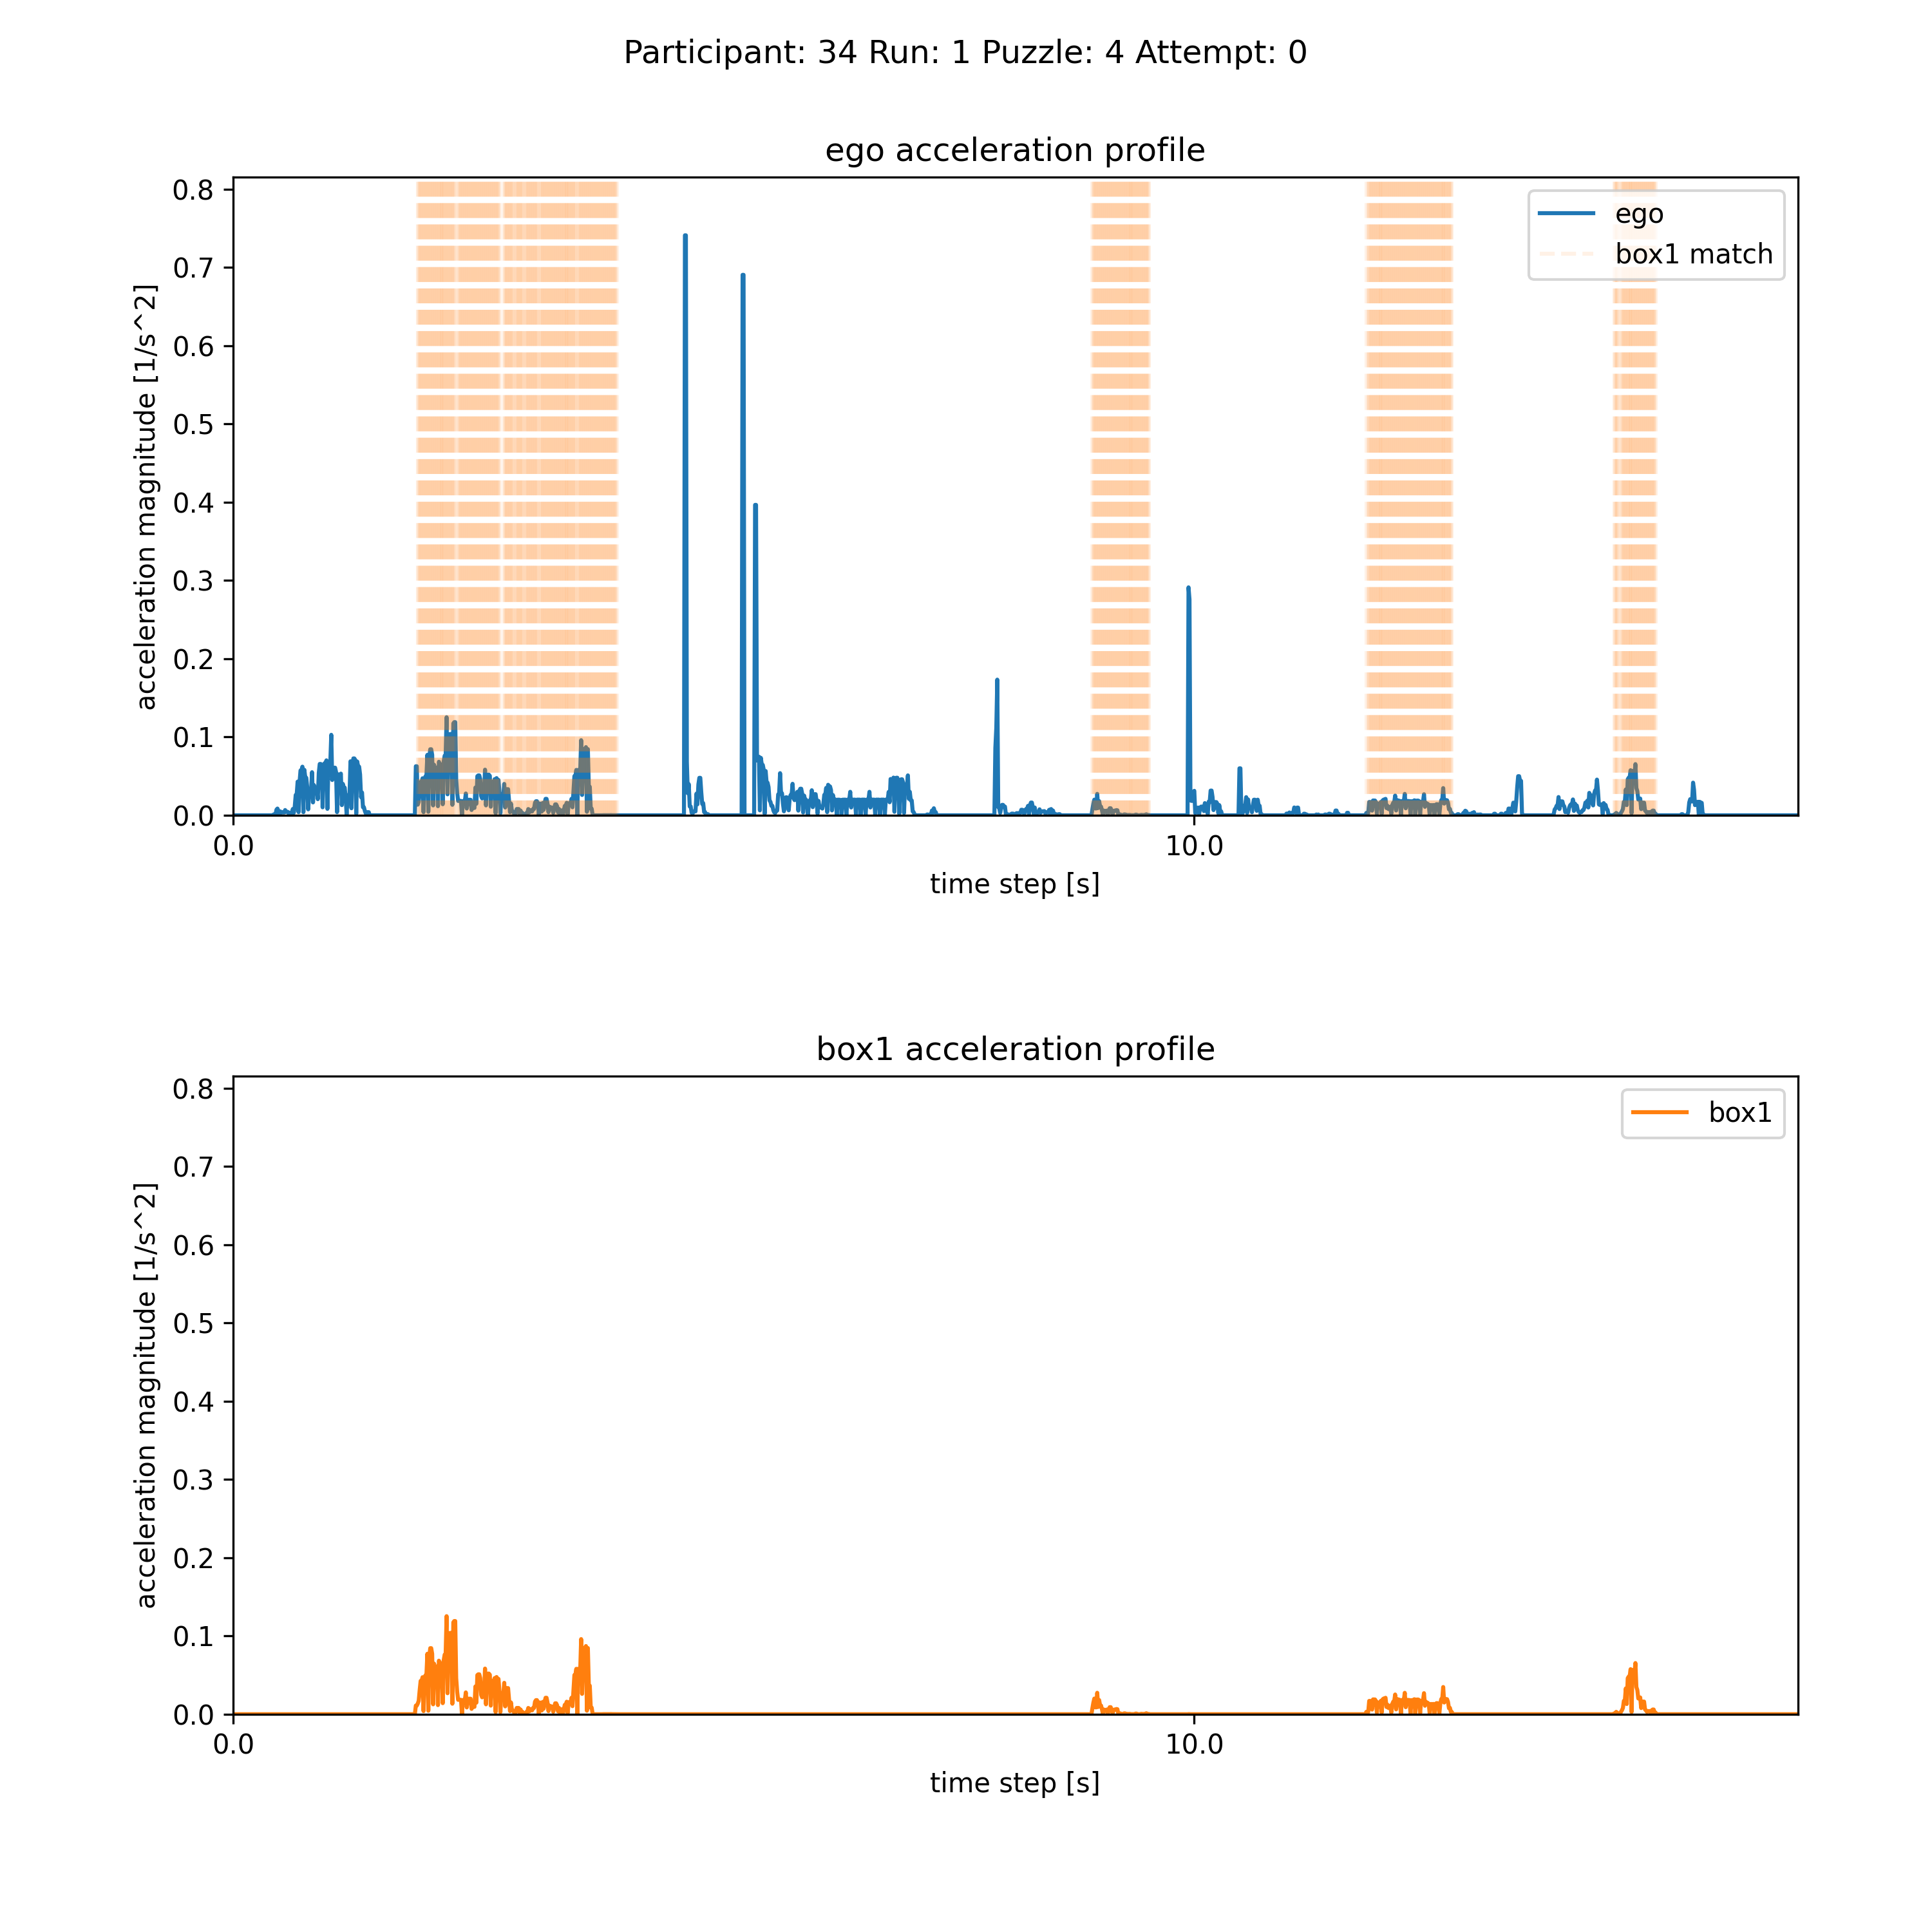 Participant: 34 Run: 1 Puzzle: 4 Attempt: 0
ego acceleration profile
acceleration magnitude [1/s^2]
0.8
0.7
0.6
0.5
0.4
0.3
0.2
0.1
0.0
ego
box1 match
0.0 10.0
time step [s]
box1 acceleration profile
acceleration magnitude [1/s^2]
0.8
0.7
0.6
0.5
0.4
0.3
0.2
0.1
0.0
box1
0.0 10.0
time step [s]